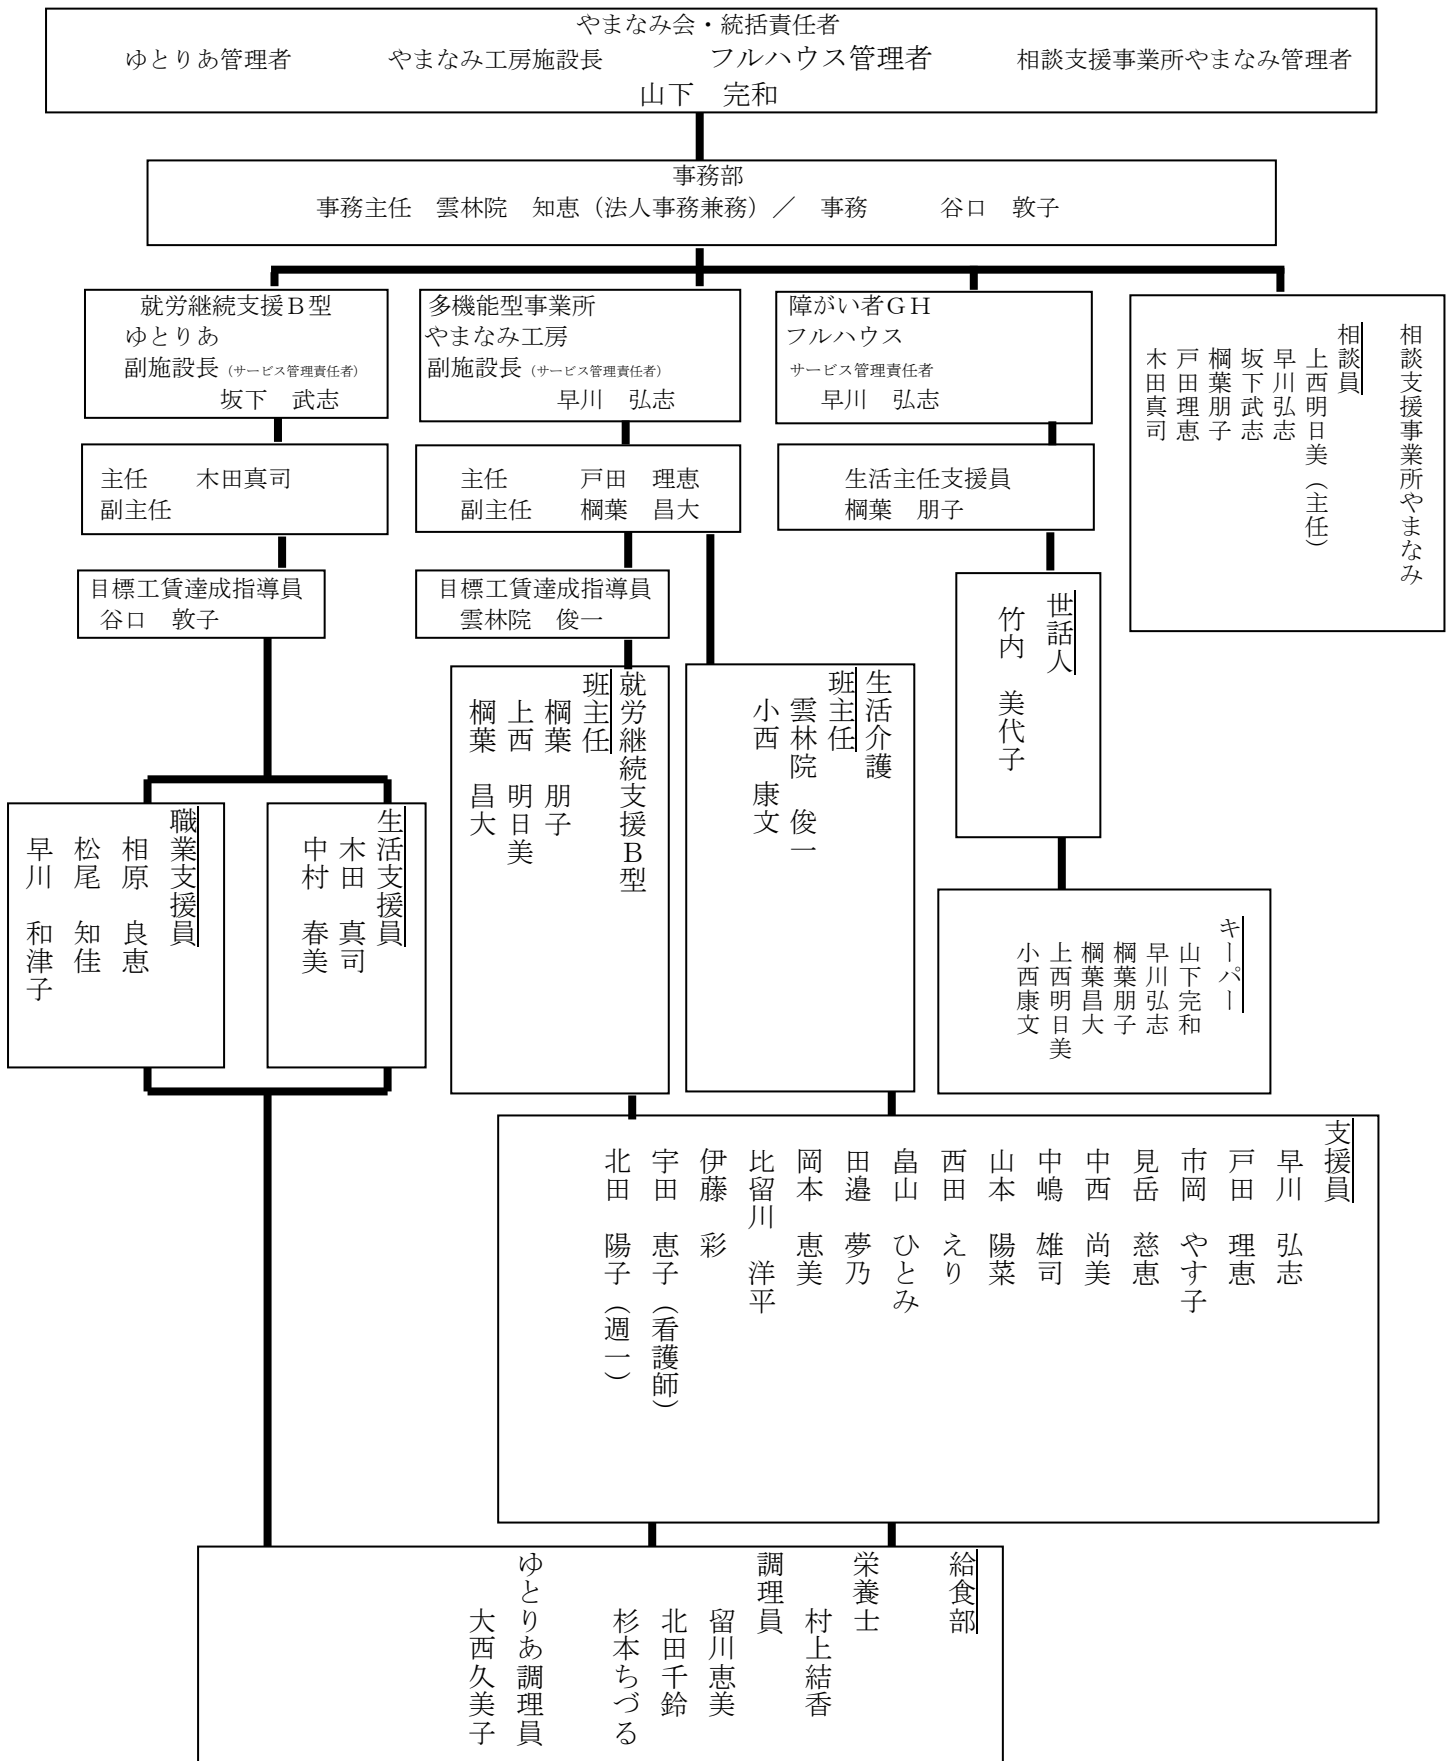 やまなみ会・統括責任者
ゆとりあ管理者　やまなみ工房施設長　フルハウス管理者　相談支援事業所やまなみ管理者
山下　完和
事務部
事務主任　雲林院　知恵（法人事務兼務）／　事務　谷口　敦子
就労継続支援Ｂ型
ゆとりあ
副施設長（サービス管理責任者）
坂下　武志
多機能型事業所
やまなみ工房
副施設長（サービス管理責任者）
早川　弘志
障がい者ＧＨ
フルハウス
サービス管理責任者
早川　弘志
相談支援事業所やまなみ
相談員
上西明日美（主任）
早川弘志
坂下武志
棡葉朋子
戸田理恵
木田真司
主任　木田真司
副主任
主任　戸田　理恵
副主任　棡葉　昌大
生活主任支援員
棡葉　朋子
目標工賃達成指導員
谷口　敦子
目標工賃達成指導員
雲林院　俊一
世話人
竹内　美代子
就労継続支援Ｂ型
班主任
棡葉　朋子
上西　明日美
棡葉　昌大
生活介護
班主任
雲林院　俊一
小西　康文
職業支援員
相原　良恵
松尾　知佳
早川　和津子
生活支援員
木田　真司
中村　春美
キーパー
山下完和
早川弘志
棡葉朋子
棡葉昌大
上西明日美
小西康文
支援員
早川　弘志
戸田　理恵
市岡　やす子
見岳　慈恵
中西　尚美
中嶋　雄司
山本　陽菜
西田　えり
畠山　ひとみ
田邉　夢乃
岡本　恵美
比留川　洋平
伊藤　彩
宇田　恵子（看護師）
北田　陽子（週一）
給食部
栄養士
村上結香
調理員
留川恵美
北田千鈴
杉本ちづる
ゆとりあ調理員
大西久美子